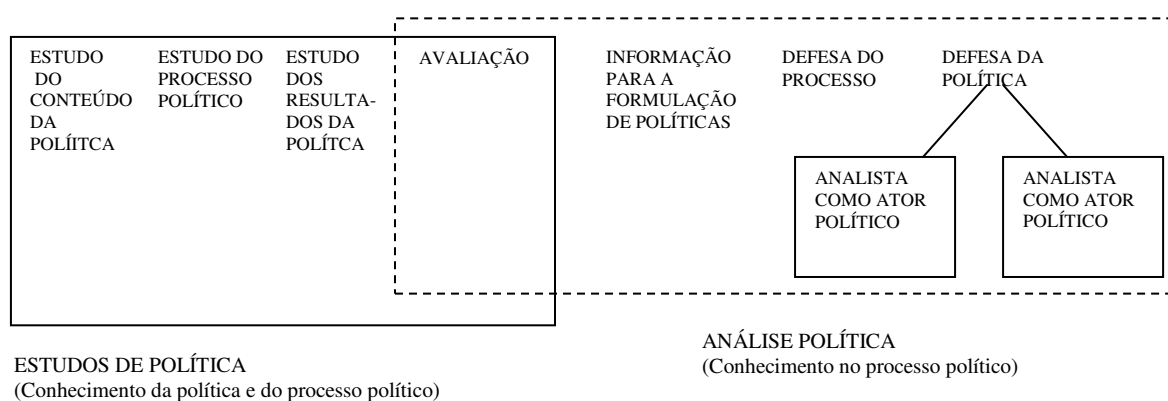 ESTUDO
DO
CONTEÚDO
DA
POLÍITCA
ESTUDO DO
PROCESSO
POLÍTICO
ESTUDO
DOS
RESULTA-
DOS DA
POLÍTCA
AVALIAÇÃO
INFORMAÇÃO
PARA A
FORMULAÇÃO
DE POLÍTICAS
DEFESA DO
PROCESSO
DEFESA DA
POLÍTICA
ANALISTA
COMO ATOR
POLÍTICO
ANALISTA
COMO ATOR
POLÍTICO
ESTUDOS DE POLÍTICA
(Conhecimento da política e do processo político)
ANÁLISE POLÍTICA
(Conhecimento no processo político)